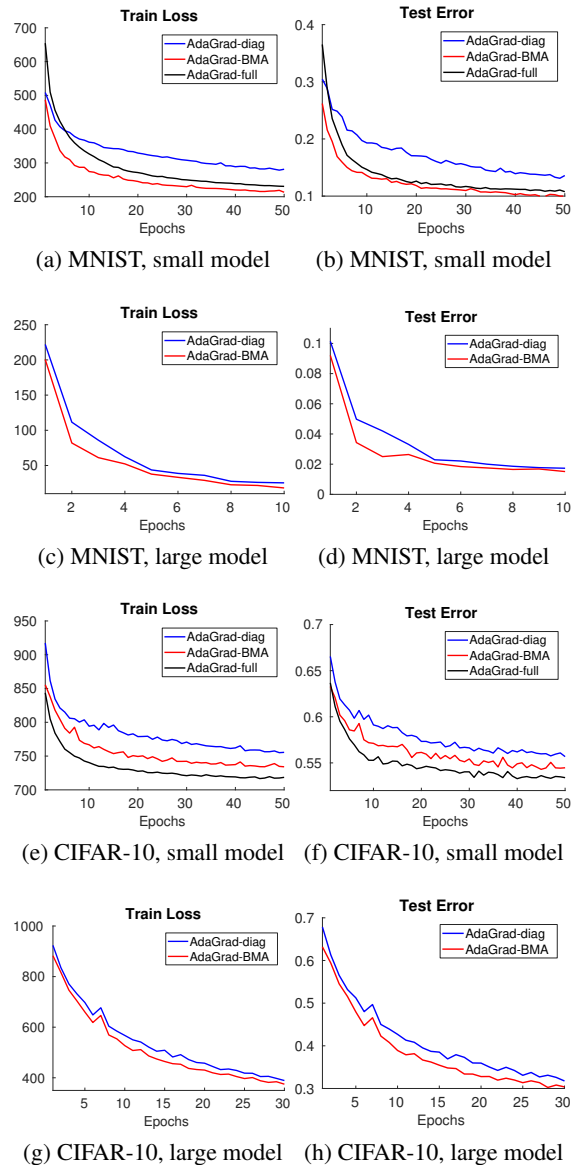 Train Loss
700
600
500
400
300
200
10 20 30 40 50
Epochs
AdaGrad-diag
AdaGrad-BMA
AdaGrad-full
Test Error
0.4
0.3
0.2
0.1
10 20 30 40 50
Epochs
AdaGrad-diag
AdaGrad-BMA
AdaGrad-full
(a) MNIST, small model
(b) MNIST, small model
Train Loss
250
200
150
100
50
2 4 6 8 10
Epochs
AdaGrad-diag
AdaGrad-BMA
Test Error
0.1
0.08
0.06
0.04
0.02
0
2 4 6 8 10
Epochs
AdaGrad-diag
AdaGrad-BMA
(c) MNIST, large model
(d) MNIST, large model
Train Loss
950
900
850
800
750
700
10 20 30 40 50
Epochs
AdaGrad-diag
AdaGrad-BMA
AdaGrad-full
Test Error
0.7
0.65
0.6
0.55
10 20 30 40 50
Epochs
AdaGrad-diag
AdaGrad-BMA
AdaGrad-full
(e) CIFAR-10, small model
(f) CIFAR-10, small model
Train Loss
1000
800
600
400
5 10 15 20 25 30
Epochs
AdaGrad-diag
AdaGrad-BMA
Test Error
0.7
0.6
0.5
0.4
0.3
5 10 15 20 25 30
Epochs
AdaGrad-diag
AdaGrad-BMA
(g) CIFAR-10, large model
(h) CIFAR-10, large model